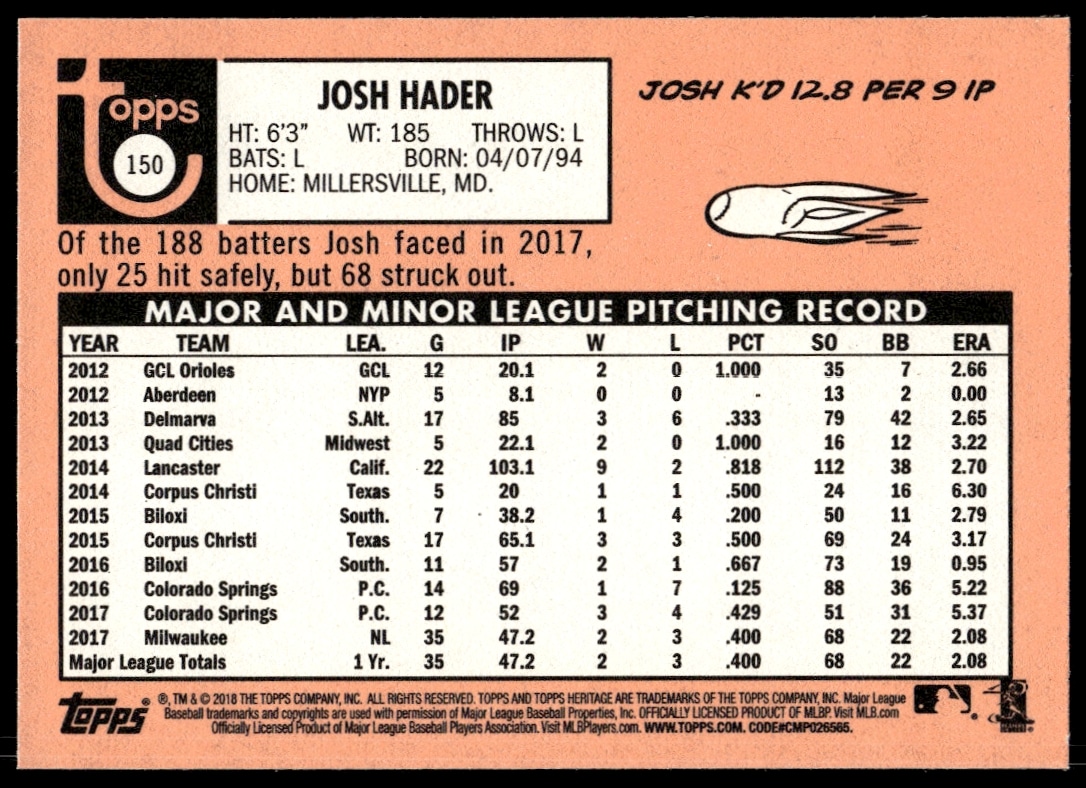 topps
150
JOSH HADER
HT: 6'3" WT: 185 THROWS: L
BATS: L BORN: 04/07/94
HOME: MILLERSVILLE, MD.
JOSH K'D 12.8 PER 9 IP
Of the 188 batters Josh faced in 2017,
only 25 hit safely, but 68 struck out.
MAJOR AND MINOR LEAGUE PITCHING RECORD
YEAR TEAM LEA. G IP W L PCT SO BB ERA
2012 GCL Orioles GCL 12 20.1 2 0 1.000 35 7 2.66
2012 Aberdeen NYP 5 8.1 0 0 - 13 2 0.00
2013 Delmarva S.Alt. 17 85 3 6 .333 79 42 2.65
2013 Quad Cities Midwest 5 22.1 2 0 1.000 16 12 3.22
2014 Lancaster Calif. 22 103.1 9 2 .818 112 38 2.70
2014 Corpus Christi Texas 5 20 1 1 .500 24 16 6.30
2015 Biloxi South. 7 38.2 1 4 .200 50 11 2.79
2015 Corpus Christi Texas 17 65.1 3 3 .500 69 24 3.17
2016 Biloxi South. 11 57 2 1 .667 73 19 0.95
2016 Colorado Springs P.C. 14 69 1 7 .125 88 36 5.22
2017 Colorado Springs P.C. 12 52 3 4 .429 51 31 5.37
2017 Milwaukee NL 35 47.2 2 3 .400 68 22 2.08
Major League Totals 1 Yr. 35 47.2 2 3 .400 68 22 2.08
topps® ®, TM & © 2018 THE TOPPS COMPANY, INC. ALL RIGHTS RESERVED. TOPPS AND TOPPS HERITAGE ARE TRADEMARKS OF THE TOPPS COMPANY, INC. Major League
Baseball trademarks and copyrights are used with permission of Major League Baseball Properties, Inc. OFFICIALLY LICENSED PRODUCT OF MLBP. Visit MLB.com
Officially Licensed Product of Major League Baseball Players Association. Visit MLBPlayers.com. WWW.TOPPS.COM. CODE#CMP026565.